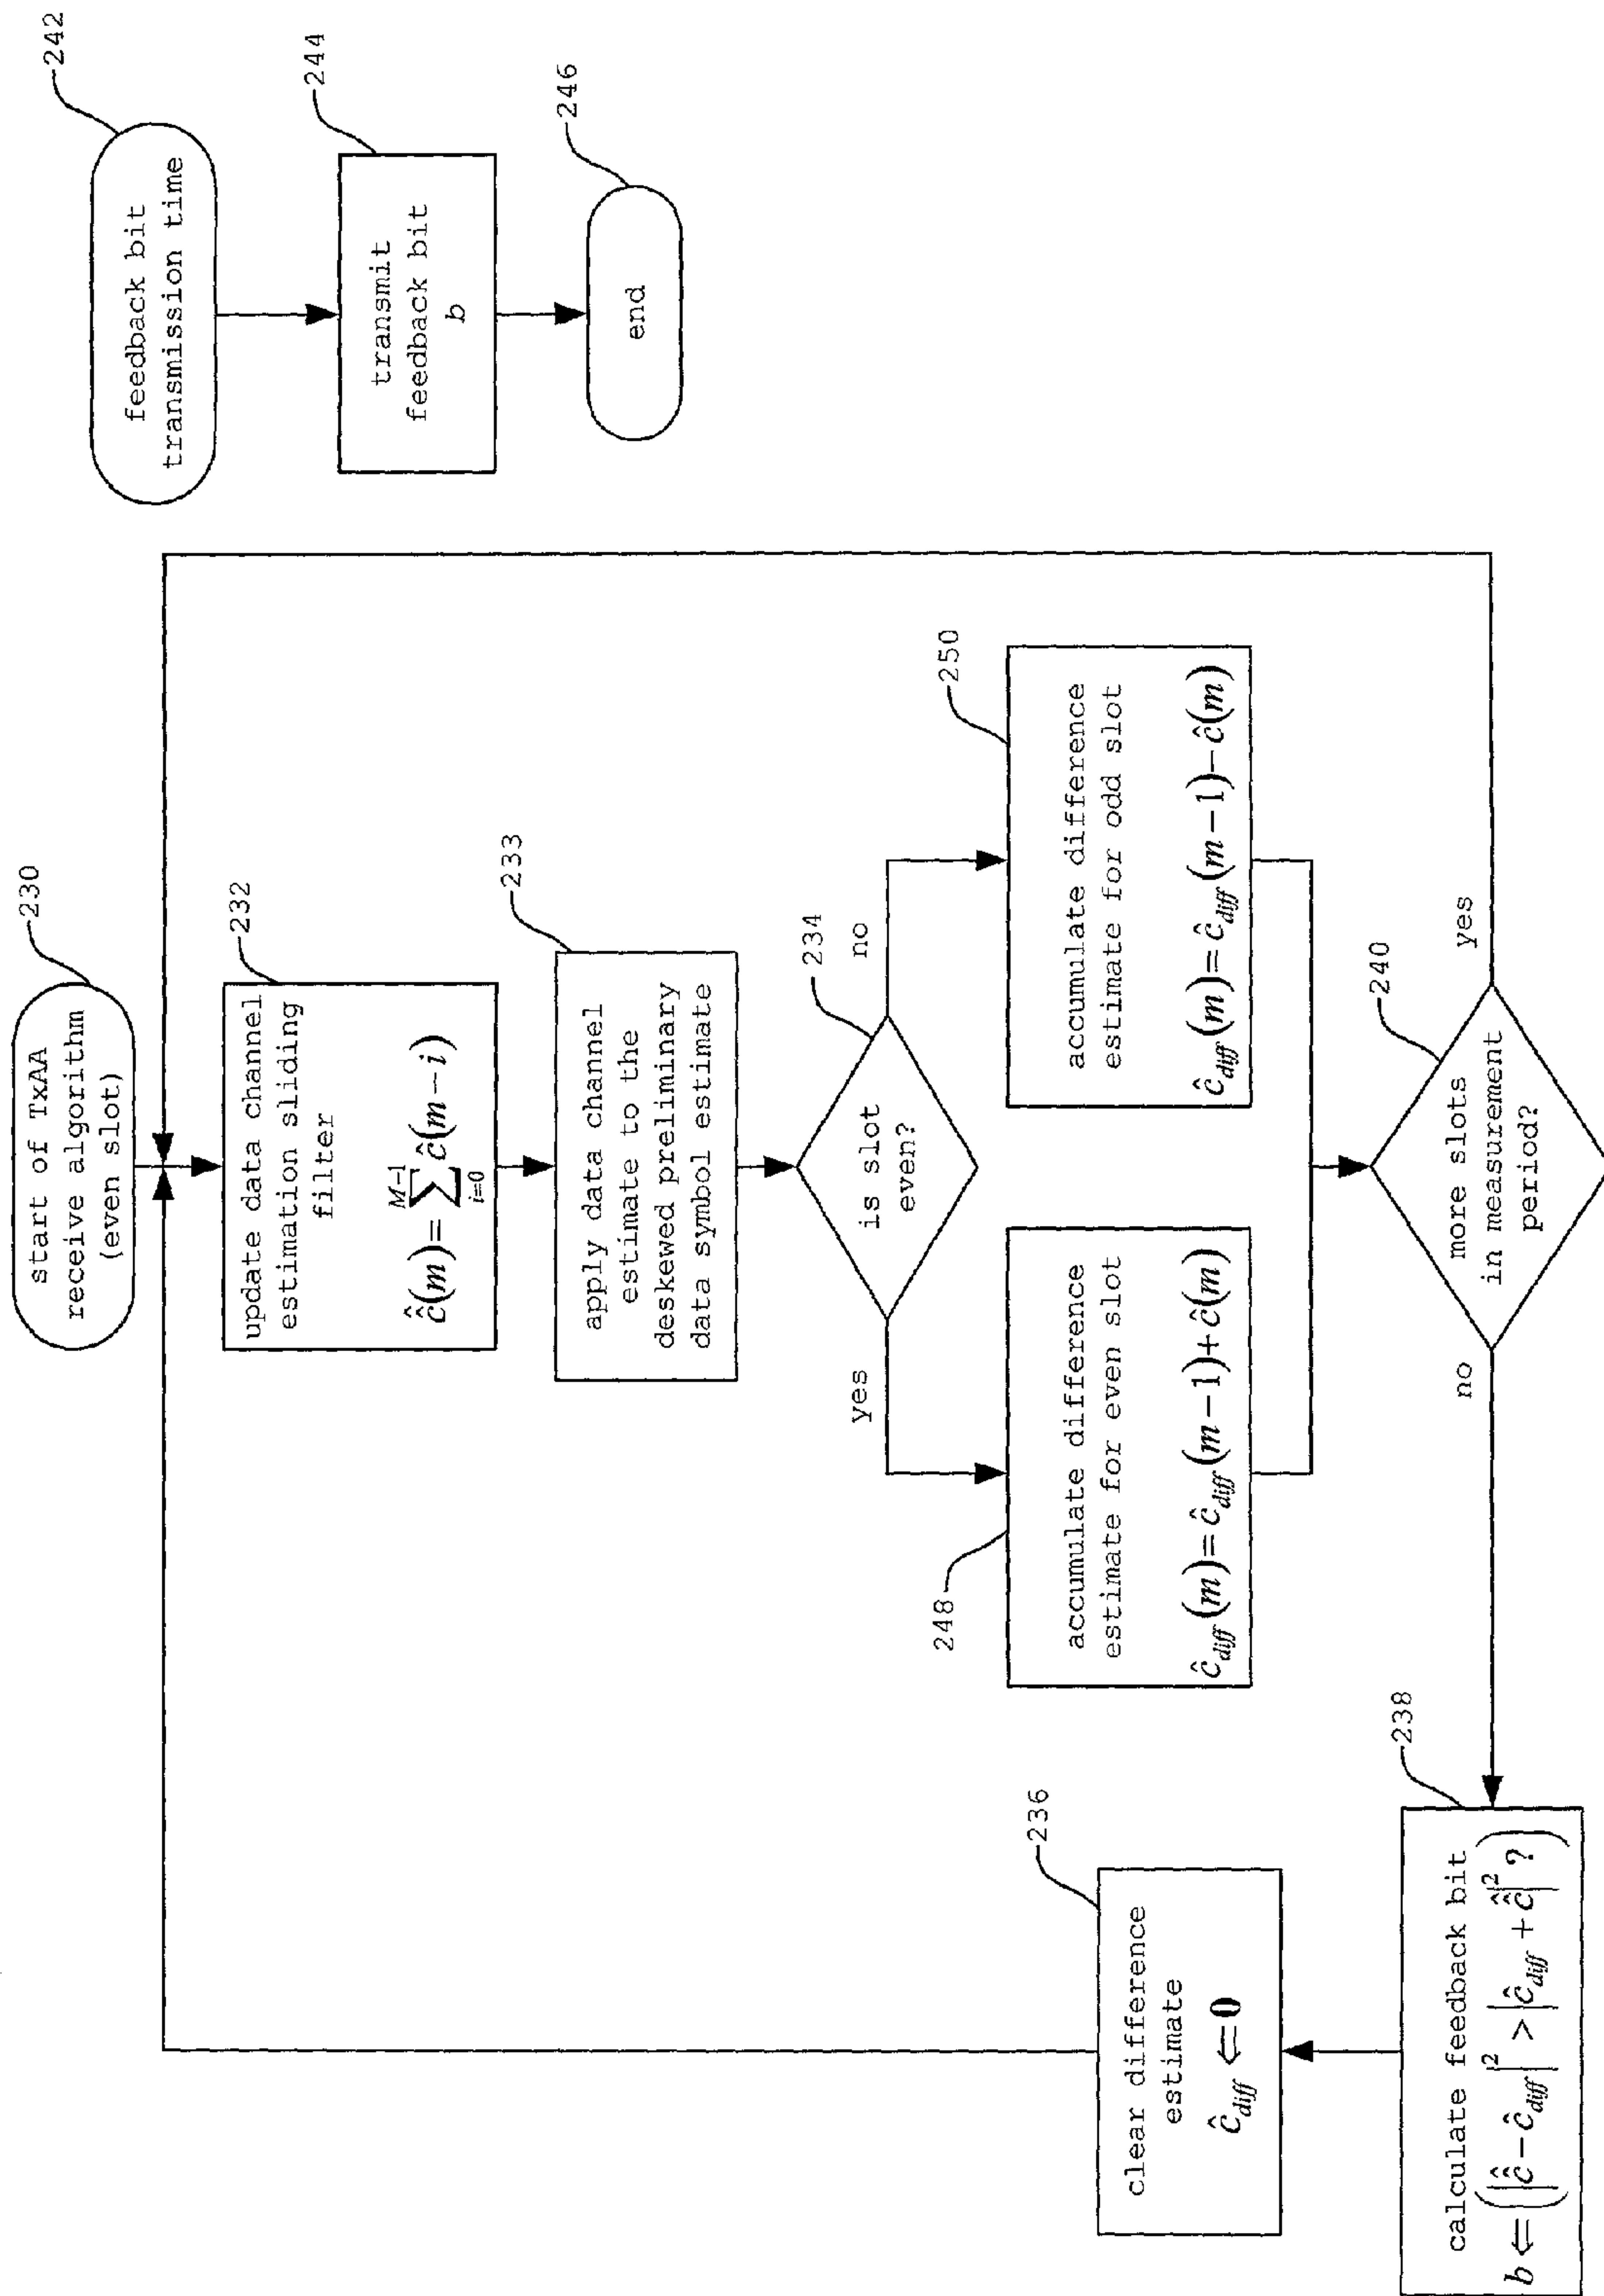 start of TxAA
receive algorithm
(even slot)
230
update data channel
estimation sliding
filter
ĉ(m) = ∑_{i=0}^{M-1} ĉ(m-i)
232
apply data channel
estimate to the
deskewed preliminary
data symbol estimate
233
is slot
even?
234
yes
no
accumulate difference
estimate for even slot
ĉ_diff(m) = ĉ_diff(m-1) + ĉ(m)
248
accumulate difference
estimate for odd slot
ĉ_diff(m) = ĉ_diff(m-1) - ĉ(m)
250
more slots
in measurement
period?
240
yes
no
calculate feedback bit
b ⇐ (|ĉ - ĉ_diff|² > |ĉ_diff + ĉ|² ?)
238
clear difference
estimate
ĉ_diff ⇐ 0
236
feedback bit
transmission time
242
transmit
feedback bit
b
244
end
246